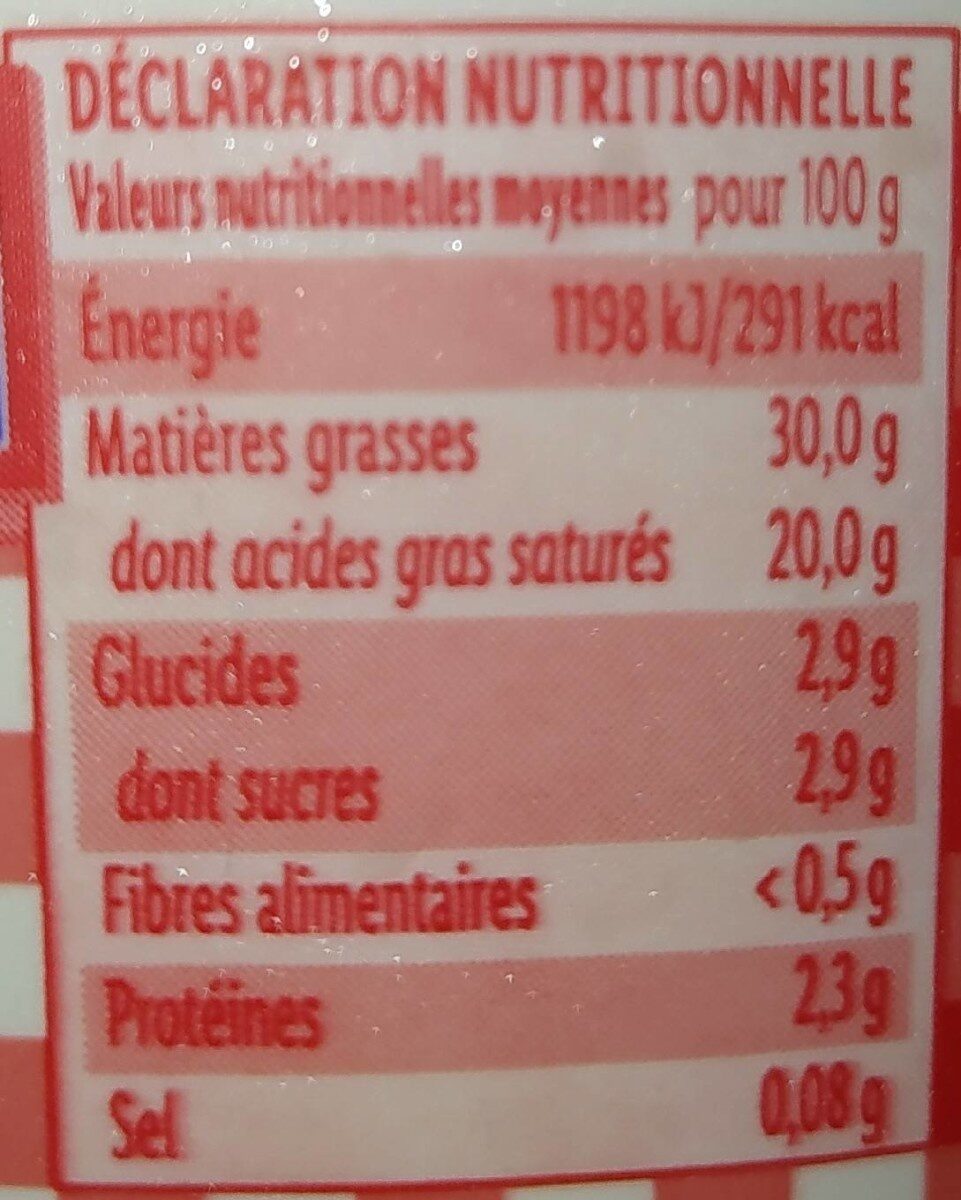 DÉCLARATION NUTRITIONNELLE
Valeurs nutritionnelles moyennes pour 100 g
Énergie 1198 kJ/291 kcal
Matières grasses 30,0 g
dont acides gras saturés 20,0 g
Glucides 2,9 g
dont sucres 2,9 g
Fibres alimentaires < 0,5 g
Protéines 2,3 g
Sel 0,08 g